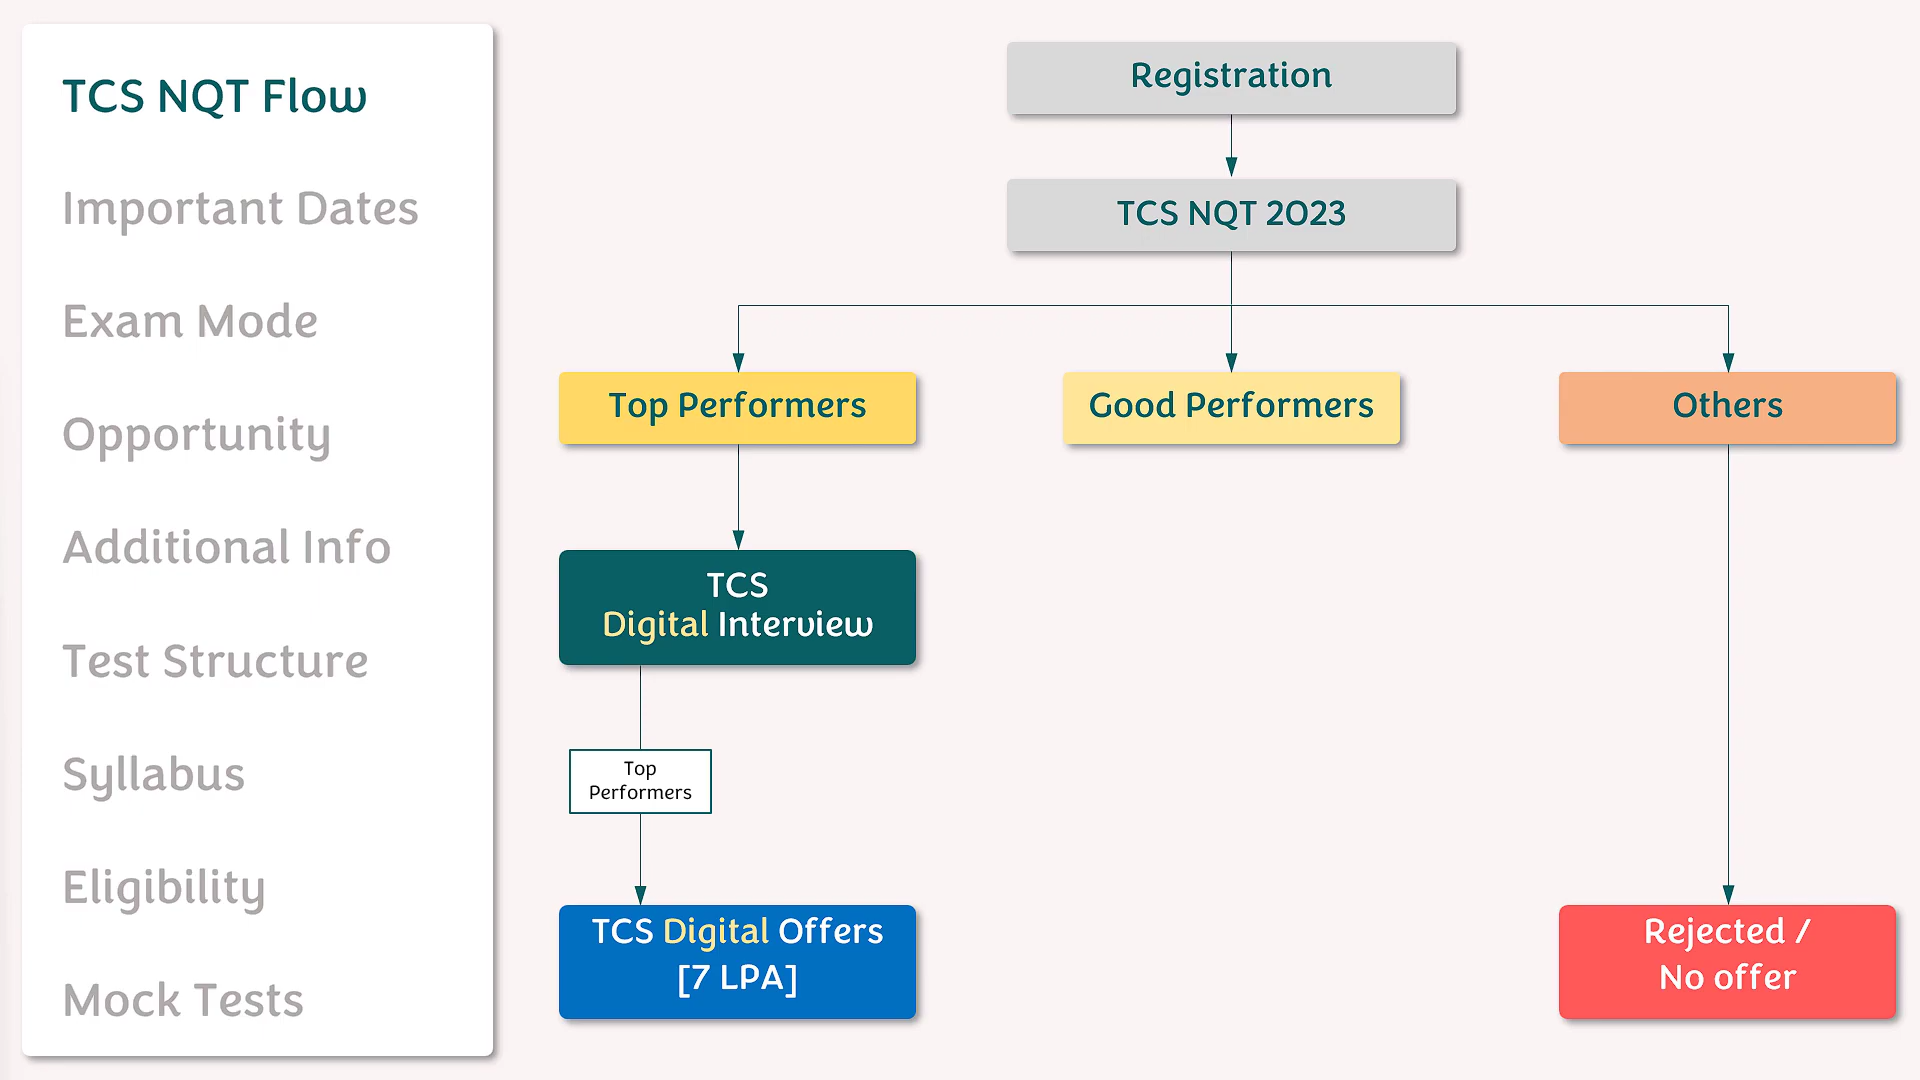 TCS NQT Flow
Important Dates
Exam Mode
Opportunity
Additional Info
Test Structure
Syllabus
Eligibility
Mock Tests
Registration
TCS NQT 2023
Top Performers
Good Performers
Others
TCS
Digital Interview
Top
Performers
TCS Digital Offers
[7 LPA]
Rejected /
No offer